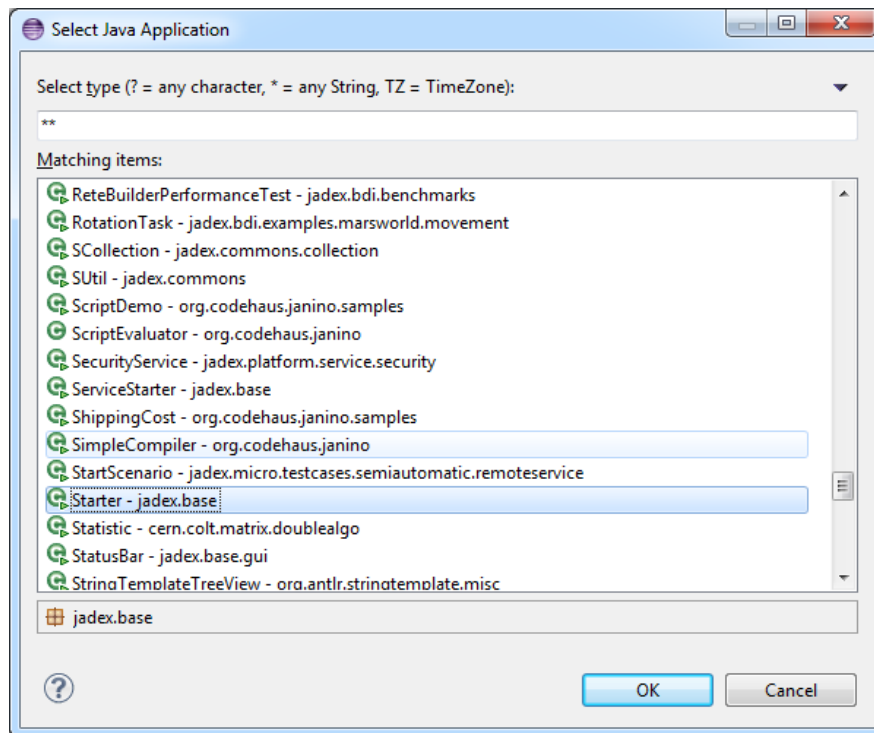 Select Java Application
Select type (? = any character, * = any String, TZ = TimeZone):
**
Matching items:
ReteBuilderPerformanceTest - jadex.bdi.benchmarks
RotationTask - jadex.bdi.examples.marsworld.movement
SCollection - jadex.commons.collection
SUtil - jadex.commons
ScriptDemo - org.codehaus.janino.samples
ScriptEvaluator - org.codehaus.janino
SecurityService - jadex.platform.service.security
ServiceStarter - jadex.base
ShippingCost - org.codehaus.janino.samples
SimpleCompiler - org.codehaus.janino
StartScenario - jadex.micro.testcases.semiautomatic.remoteservice
Starter - jadex.base
Statistic - cern.colt.matrix.doublealgo
StatusBar - jadex.base.gui
StringTemplateTreeView - org.antlr.stringtemplate.misc
jadex.base
OK Cancel